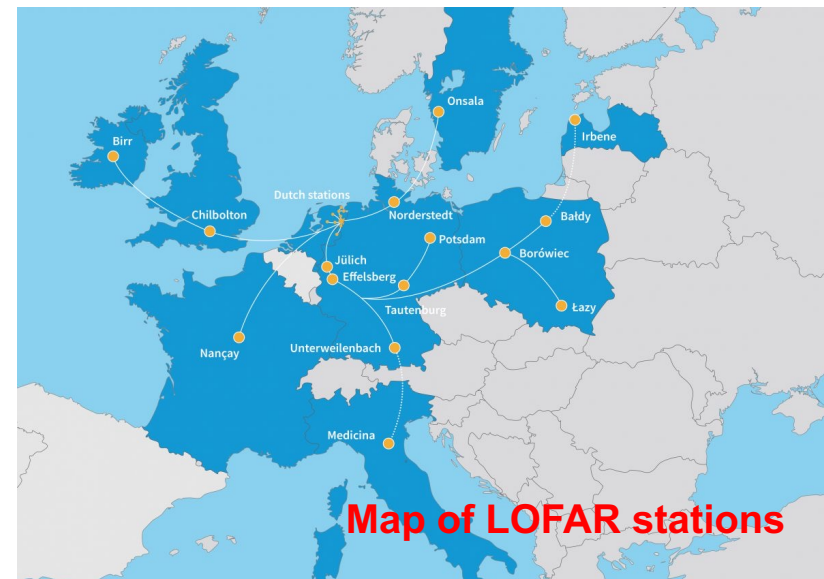 Onsala
Irbene
Birr
Dutch stations
Chilbolton
Norderstedt
Bałdy
Potsdam
Borówiec
Jülich
Effelsberg
Łazy
Tautenburg
Nançay
Unterweilenbach
Medicina
Map of LOFAR stations